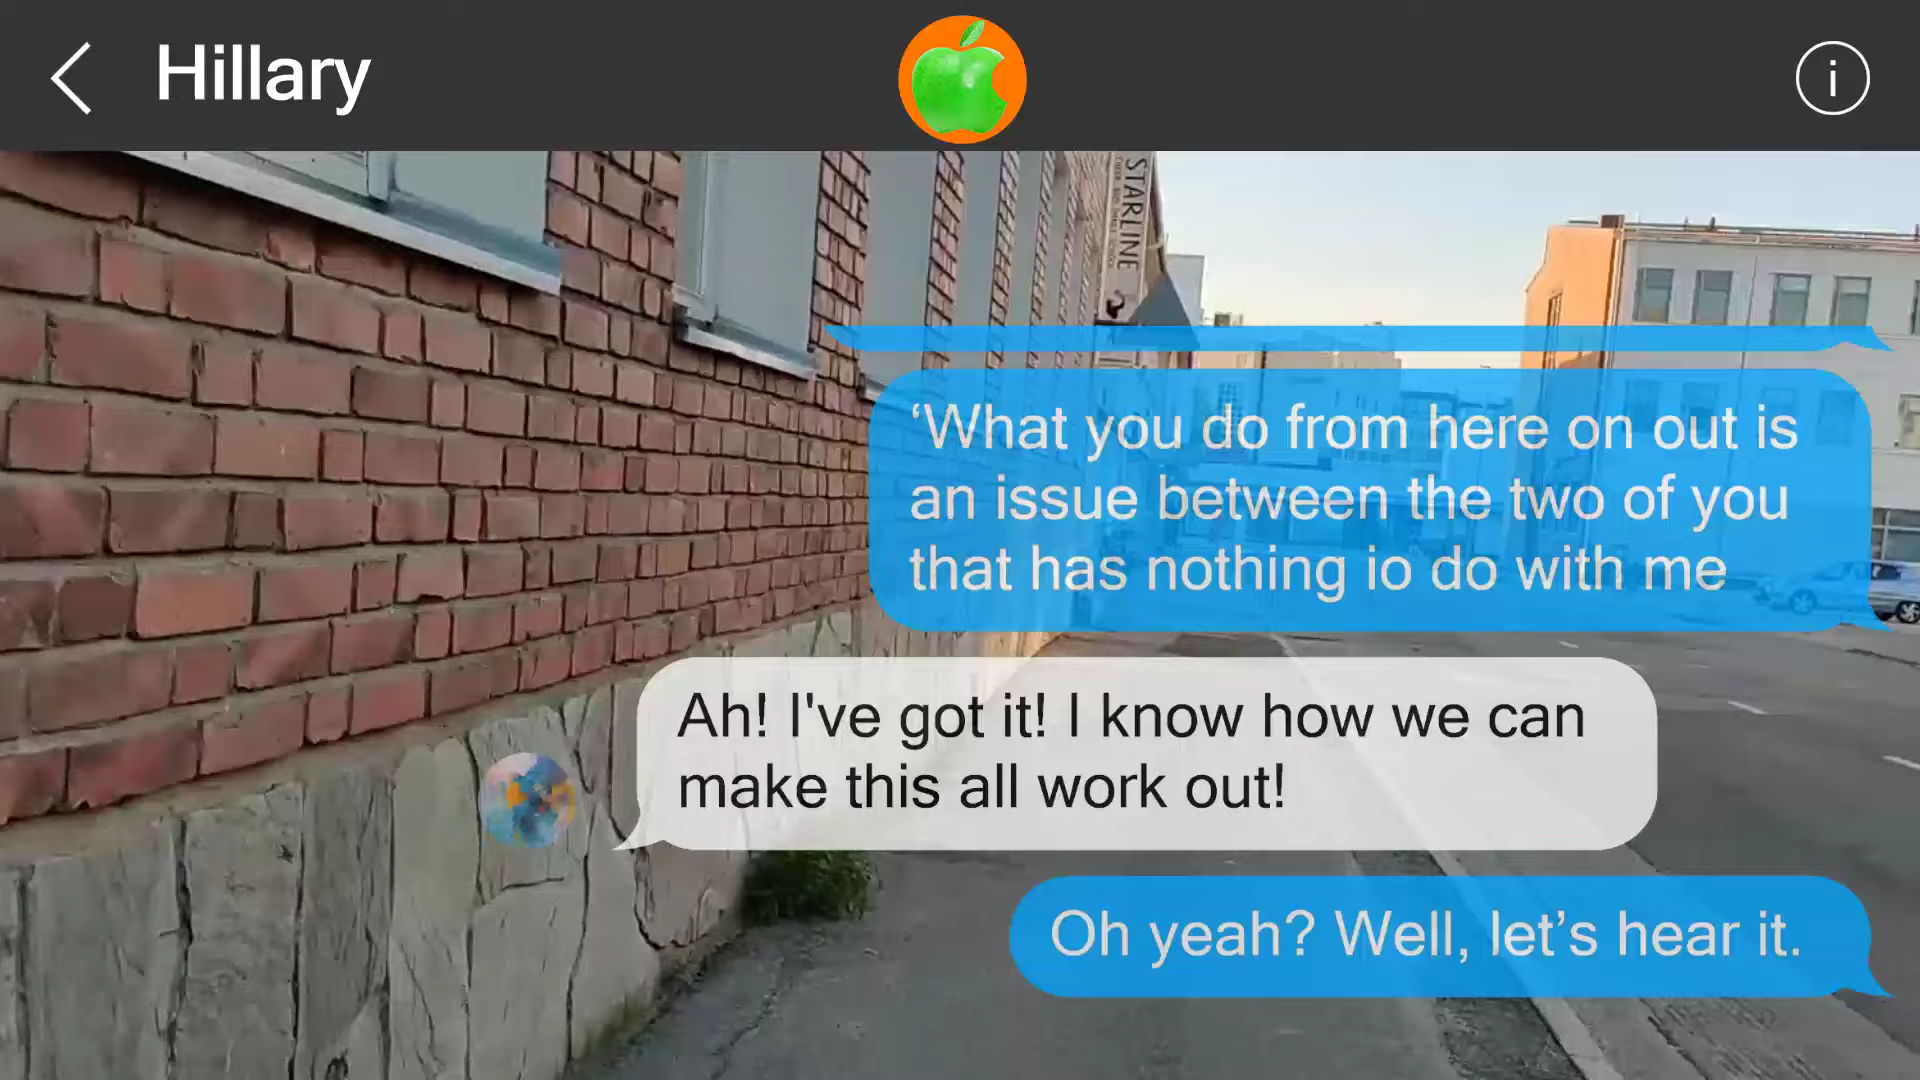 Hillary
i
STARLINE
‘What you do from here on out is
an issue between the two of you
that has nothing io do with me
Ah! I've got it! I know how we can
make this all work out!
Oh yeah? Well, let’s hear it.